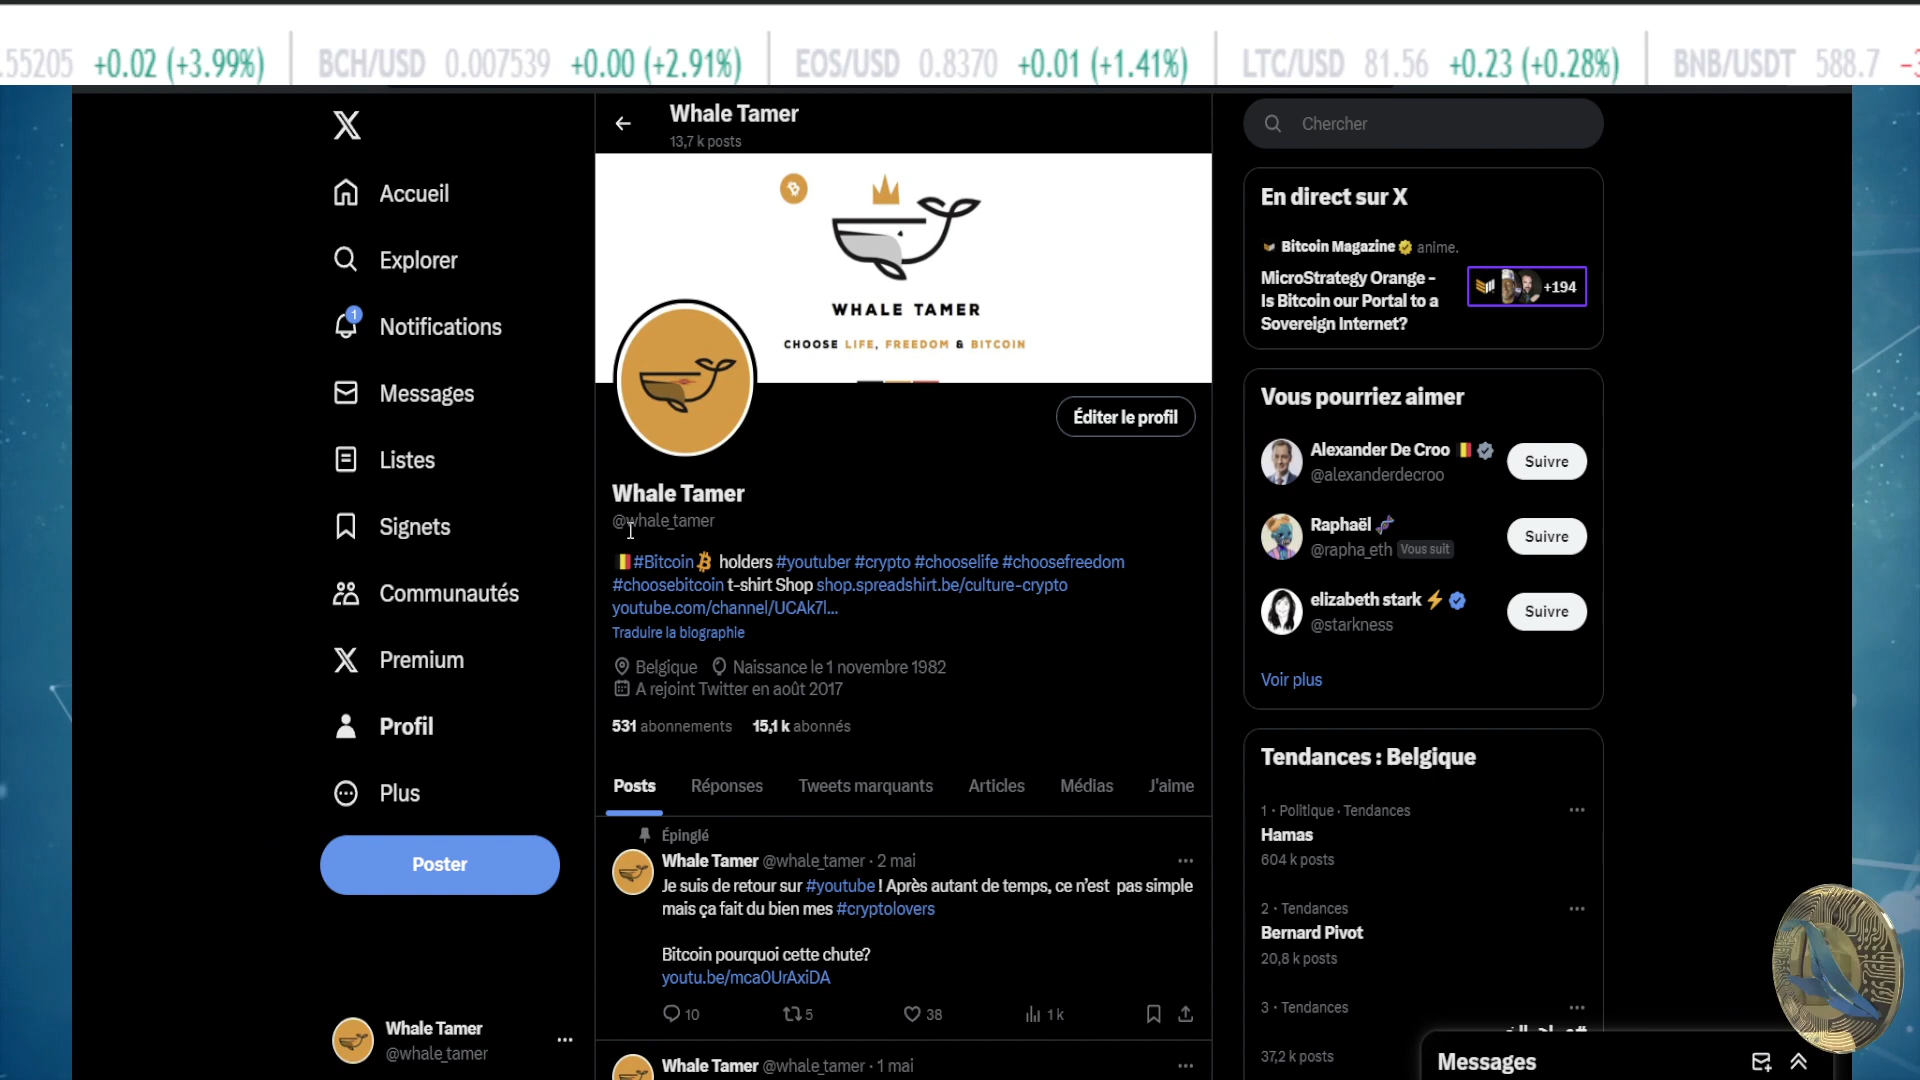 .55205 +0.02 (+3.99%) BCH/USD 0.007539 +0.00 (+2.91%) EOS/USD 0.8370 +0.01 (+1.41%) LTC/USD 81.56 +0.23 (+0.28%) BNB/USDT 588.7
Accueil
Explorer
1
Notifications
Messages
Listes
Signets
Communautés
Premium
Profil
Plus
Poster
Whale Tamer
@whale_tamer
Whale Tamer
13,7 k posts
WHALE TAMER
CHOOSE LIFE, FREEDOM & BITCOIN
Éditer le profil
Whale Tamer
@whale_tamer
#Bitcoin holders #youtuber #crypto #chooselife #choosefreedom
#choosebitcoin t-shirt Shop shop.spreadshirt.be/culture-crypto
youtube.com/channel/UCAk7l...
Traduire la biographie
Belgique Naissance le 1 novembre 1982
A rejoint Twitter en août 2017
531 abonnements 15,1 k abonnés
Posts Réponses Tweets marquants Articles Médias J'aime
Épinglé
Whale Tamer @whale_tamer · 2 mai
Je suis de retour sur #youtube ! Après autant de temps, ce n'est pas simple
mais ça fait du bien mes #cryptolovers
Bitcoin pourquoi cette chute?
youtu.be/mca0UrAxiDA
10 5 38 1 k
Whale Tamer @whale_tamer · 1 mai
Chercher
En direct sur X
Bitcoin Magazine anime.
MicroStrategy Orange -
Is Bitcoin our Portal to a
Sovereign Internet?
+194
Vous pourriez aimer
Alexander De Croo
@alexanderdecroo
Suivre
Raphaël
@rapha_eth Vous suit
Suivre
elizabeth stark
@starkness
Suivre
Voir plus
Tendances : Belgique
1 · Politique · Tendances
Hamas
604 k posts
2 · Tendances
Bernard Pivot
20,8 k posts
3 · Tendances
37,2 k posts
Messages